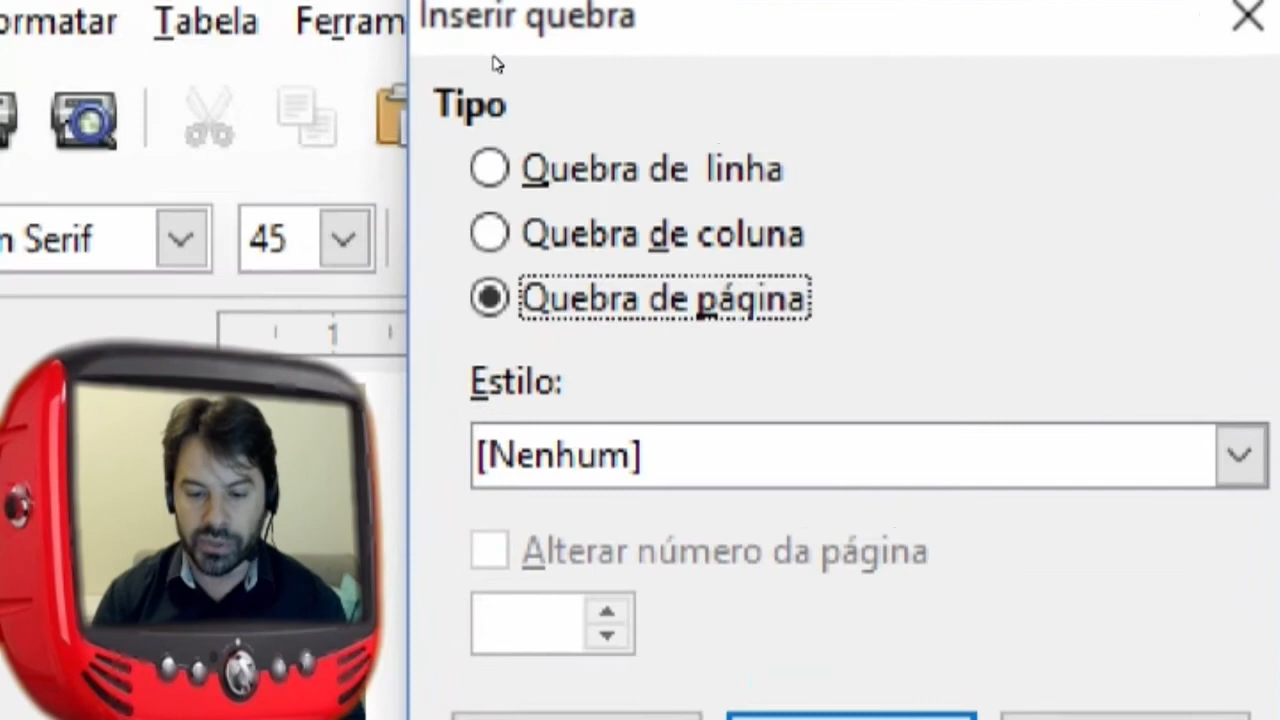 ormatar Tabela Ferram
Inserir quebra
Tipo
Quebra de linha
Quebra de coluna
Quebra de página
n Serif
45
1
Estilo:
[Nenhum]
Alterar número da página